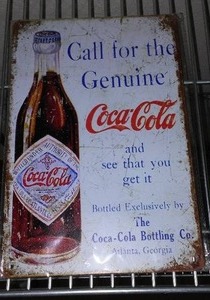 Call for the
Genuine
Coca-Cola
and
see that you
get it
Bottled Exclusively by
The
Coca-Cola Bottling Co.
Atlanta, Georgia
Coca-Cola